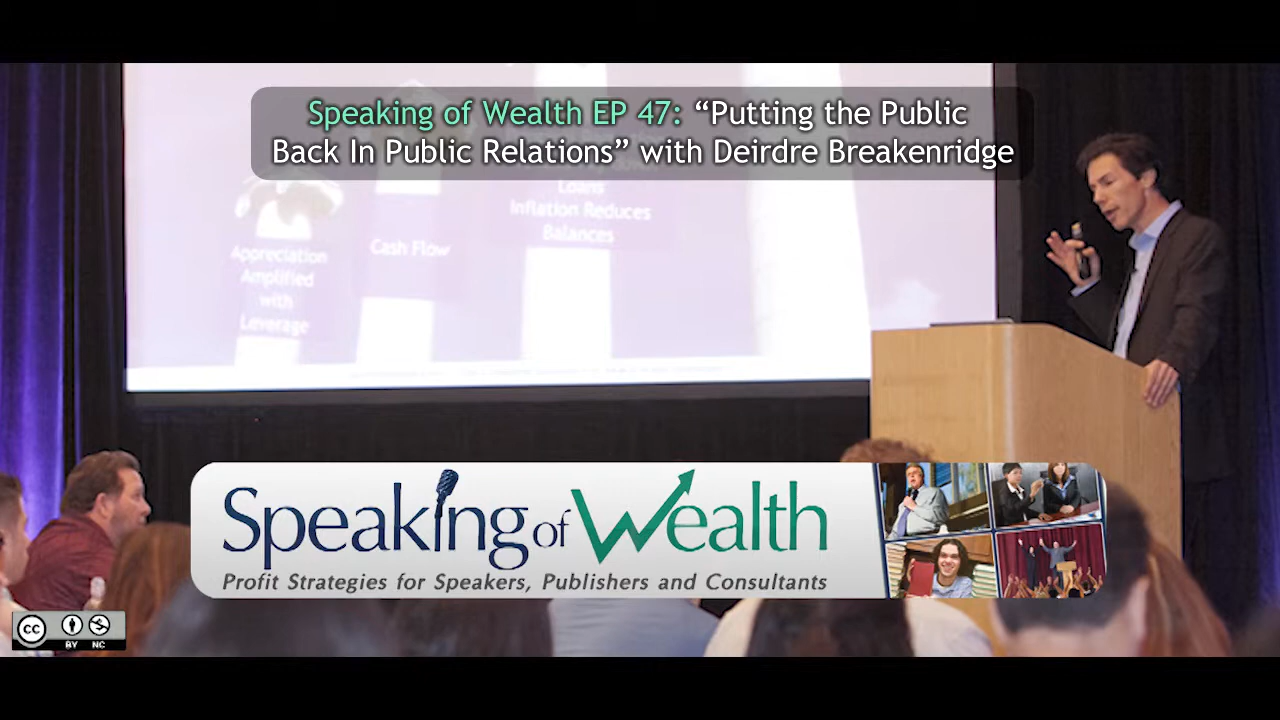 Speaking of Wealth EP 47: “Putting the Public
Back In Public Relations” with Deirdre Breakenridge
Loans
Inflation Reduces
Balances
Appreciation
Amplified
with
Leverage
Cash Flow
Speaking of Wealth
Profit Strategies for Speakers, Publishers and Consultants
cc
BY NC